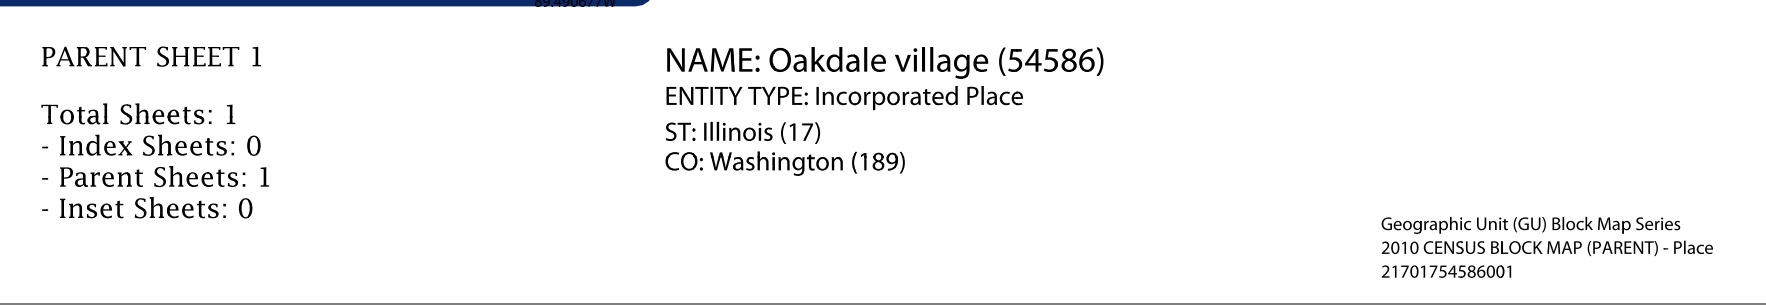 89.490677W
PARENT SHEET 1
Total Sheets: 1
- Index Sheets: 0
- Parent Sheets: 1
- Inset Sheets: 0
NAME: Oakdale village (54586)
ENTITY TYPE: Incorporated Place
ST: Illinois (17)
CO: Washington (189)
Geographic Unit (GU) Block Map Series
2010 CENSUS BLOCK MAP (PARENT) - Place
21701754586001